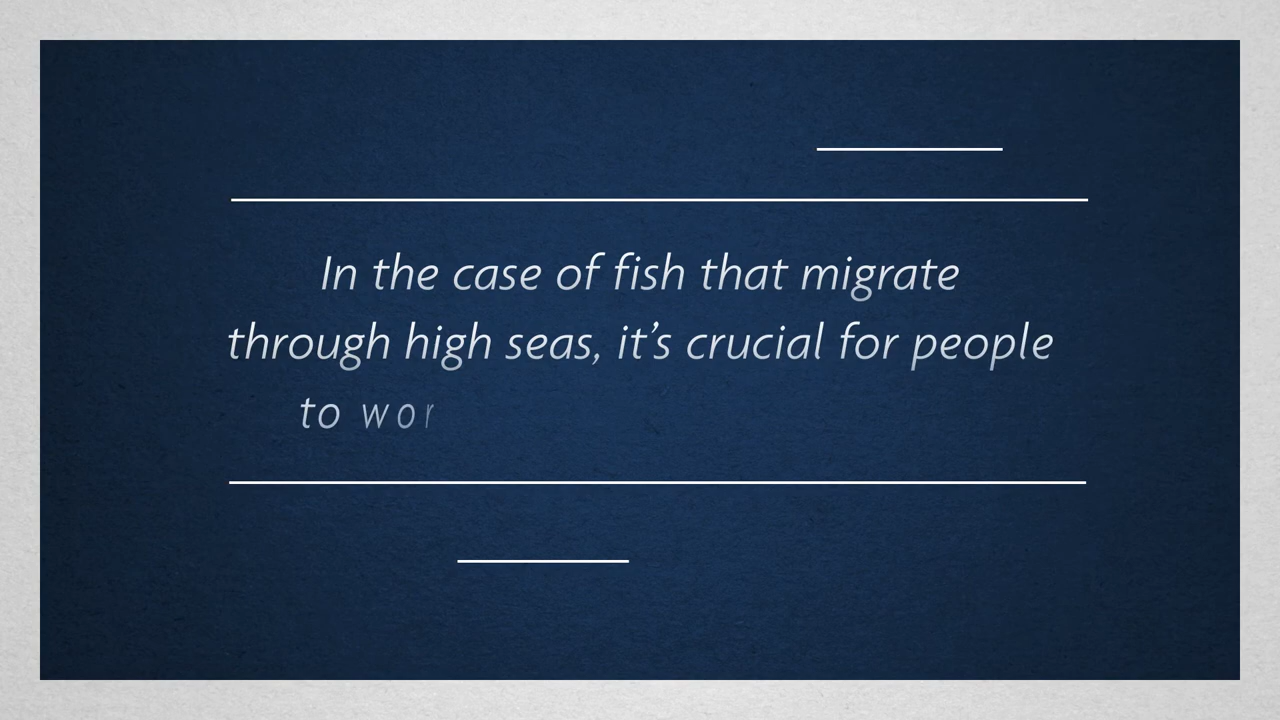 In the case of fish that migrate
through high seas, it’s crucial for people
to wor